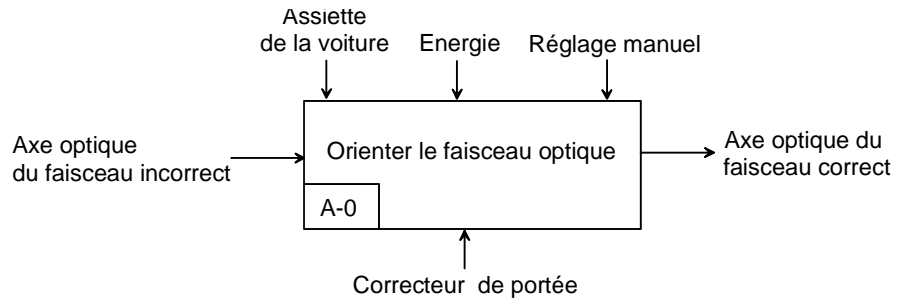 Assiette
de la voiture
Energie
Réglage manuel
Axe optique
du faisceau incorrect
Orienter le faisceau optique
Axe optique du
faisceau correct
A-0
Correcteur de portée